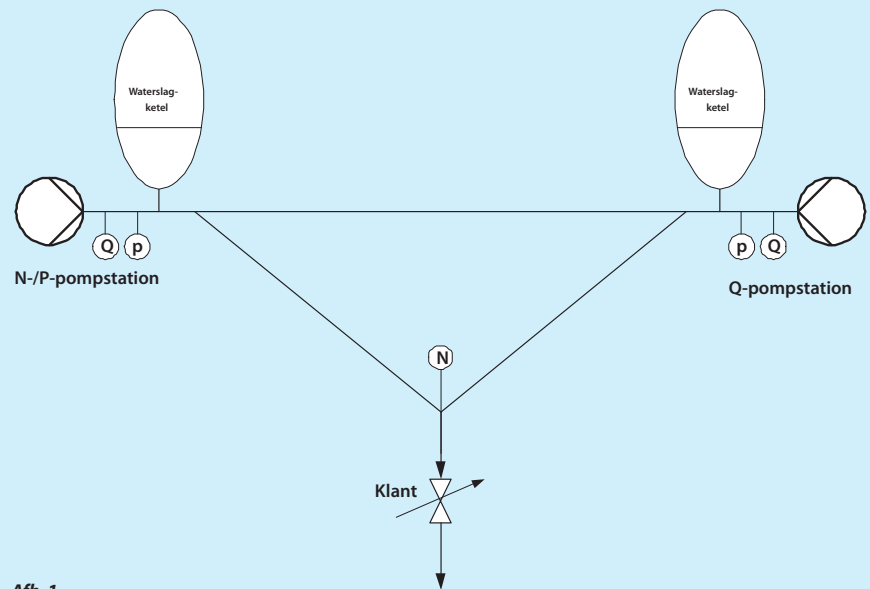 Waterslag-
ketel
Waterslag-
ketel
Q
p
p
Q
N-/P-pompstation
Q-pompstation
N
Klant
Afb. 1